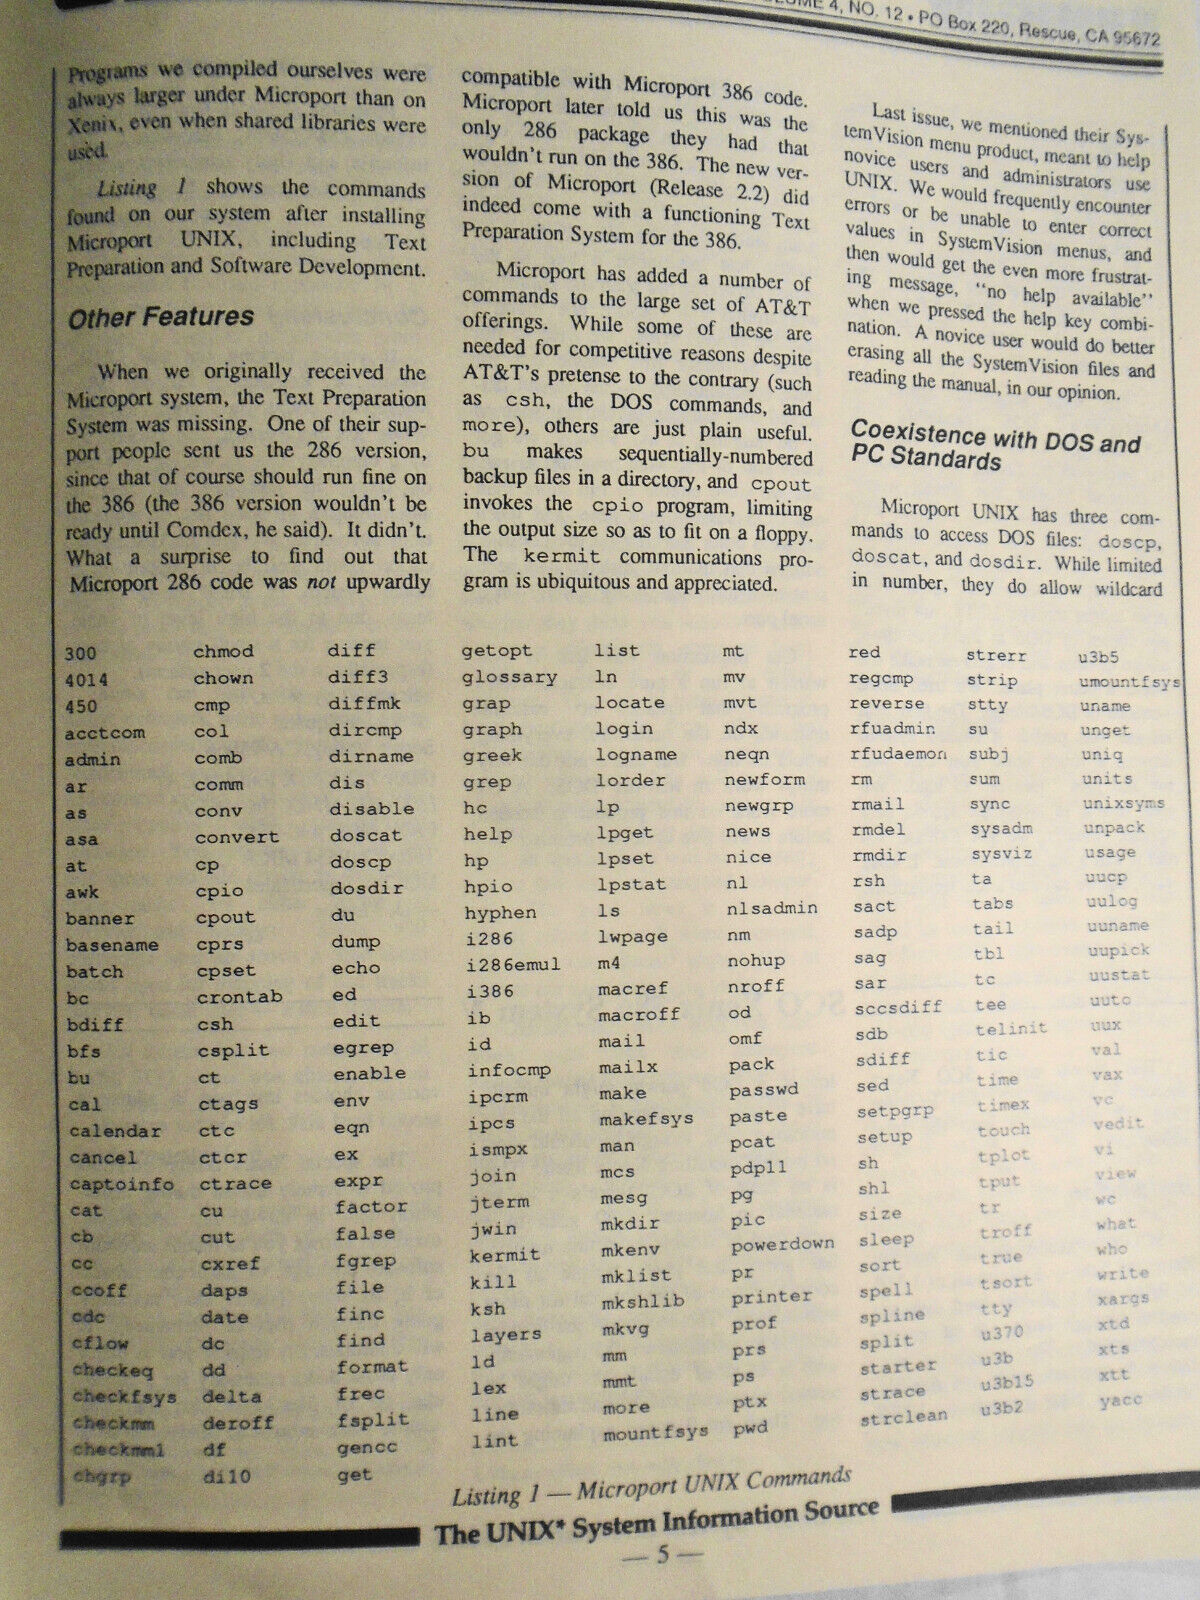 VOLUME 4, NO. 12 • PO Box 220, Rescue, CA 95672
Programs we compiled ourselves were
always larger under Microport than on
Xenix, even when shared libraries were
used.
Listing 1 shows the commands
found on our system after installing
Microport UNIX, including Text
Preparation and Software Development.
Other Features
When we originally received the
Microport system, the Text Preparation
System was missing. One of their sup-
port people sent us the 286 version,
since that of course should run fine on
the 386 (the 386 version wouldn't be
ready until Comdex, he said). It didn't.
What a surprise to find out that
Microport 286 code was not upwardly
compatible with Microport 386 code.
Microport later told us this was the
only 286 package they had that
wouldn't run on the 386. The new ver-
sion of Microport (Release 2.2) did
indeed come with a functioning Text
Preparation System for the 386.
Microport has added a number of
commands to the large set of AT&T
offerings. While some of these are
needed for competitive reasons despite
AT&T's pretense to the contrary (such
as csh, the DOS commands, and
more), others are just plain useful.
bu makes sequentially-numbered
backup files in a directory, and cpout
invokes the cpio program, limiting
the output size so as to fit on a floppy.
The kermit communications pro-
gram is ubiquitous and appreciated.
Last issue, we mentioned their Sys-
temVision menu product, meant to help
novice users and administrators use
UNIX. We would frequently encounter
errors or be unable to enter correct
values in SystemVision menus, and
then would get the even more frustrat-
ing message, "no help available"
when we pressed the help key combi-
nation. A novice user would do better
erasing all the SystemVision files and
reading the manual, in our opinion.
Coexistence with DOS and
PC Standards
Microport UNIX has three com-
mands to access DOS files: doscp,
doscat, and dosdir. While limited
in number, they do allow wildcard
300
4014
450
acctcom
admin
ar
as
asa
at
awk
banner
basename
batch
bc
bdiff
bfs
bu
cal
calendar
cancel
captoinfo
cat
cb
cc
ccoff
cdc
cflow
checkeq
checkfsys
checkmm
checkmm1
chgrp
chmod
chown
cmp
col
comb
comm
conv
convert
cp
cpio
cpout
cprs
cpset
crontab
csh
csplit
ct
ctags
ctc
ctcr
ctrace
cu
cut
cxref
daps
date
dc
dd
delta
deroff
df
di10
diff
diff3
diffmk
dircmp
dirname
dis
disable
doscat
doscp
dosdir
du
dump
echo
ed
edit
egrep
enable
env
eqn
ex
expr
factor
false
fgrep
file
finc
find
format
frec
fsplit
gencc
get
getopt
glossary
grap
graph
greek
grep
hc
help
hp
hpio
hyphen
i286
i286emul
i386
ib
id
infocmp
ipcrm
ipcs
ismpx
join
jterm
jwin
kermit
kill
ksh
layers
ld
lex
line
lint
list
ln
locate
login
logname
lorder
lp
lpget
lpset
lpstat
ls
lwpage
m4
macref
macroff
mail
mailx
make
makefsys
man
mcs
mesg
mkdir
mkenv
mklist
mkshlib
mkvg
mm
mmt
more
mountfsys
mt
mv
mvt
ndx
neqn
newform
newgrp
news
nice
nl
nlsadmin
nm
nohup
nroff
od
omf
pack
passwd
paste
pcat
pdp11
pg
pic
powerdown
pr
printer
prof
prs
ps
ptx
pwd
red
regcmp
reverse
rfuadmin
rfudaemon
rm
rmail
rmdel
rmdir
rsh
sact
sadp
sag
sar
sccsdiff
sdb
sdiff
sed
setpgrp
setup
sh
shl
size
sleep
sort
spell
spline
split
starter
strace
strclean
strerr
strip
stty
su
subj
sum
sync
sysadm
sysviz
ta
tabs
tail
tbl
tc
tee
telinit
tic
time
timex
touch
tplot
tput
tr
troff
true
tsort
tty
u370
u3b
u3b15
u3b2
u3b5
umountfsys
uname
unget
uniq
units
unixsyms
unpack
usage
uucp
uulog
uuname
uupick
uustat
uuto
uux
val
vax
vc
vedit
vi
view
wc
what
who
write
xargs
xtd
xts
xtt
yacc
Listing 1 — Microport UNIX Commands
The UNIX* System Information Source
— 5 —